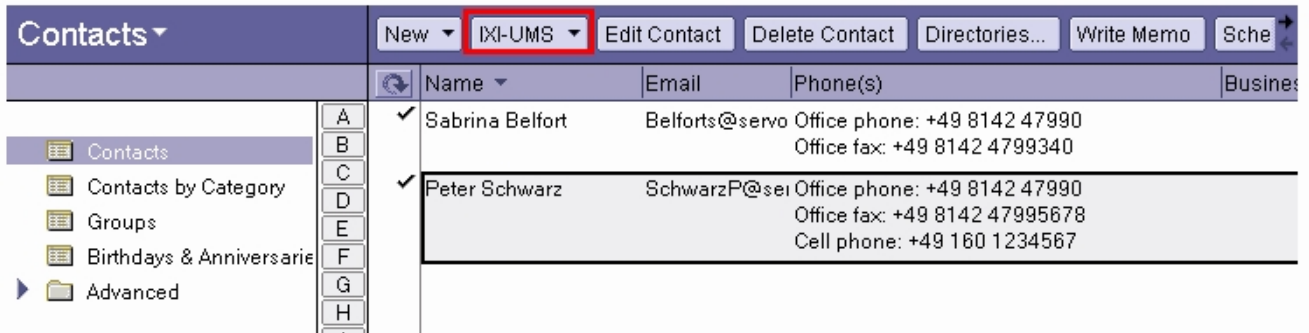 Contacts
New IXI-UMS Edit Contact Delete Contact Directories... Write Memo Sche
Name Email Phone(s) Busines
Contacts
Contacts by Category
Groups
Birthdays & Anniversarie
Advanced
A
B
C
D
E
F
G
H
Sabrina Belfort Belforts@servo Office phone: +49 8142 47990
Office fax: +49 8142 4799340
Peter Schwarz SchwarzP@ser Office phone: +49 8142 47990
Office fax: +49 8142 47995678
Cell phone: +49 160 1234567